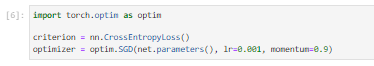 [6]: import torch.optim as optim
criterion = nn.CrossEntropyLoss()
optimizer = optim.SGD(net.parameters(), lr=0.001, momentum=0.9)